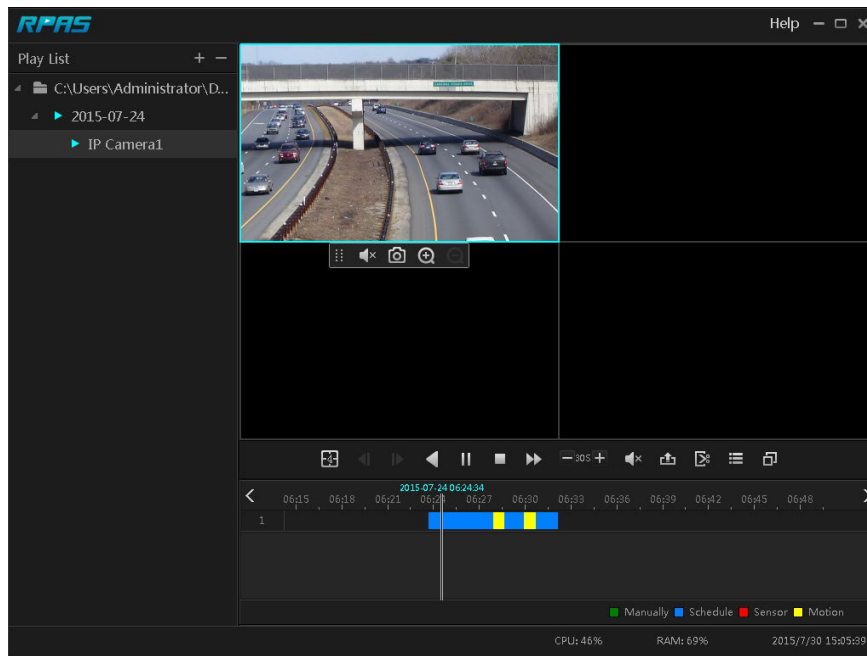 RPAS
Help
Play List + −
C:\Users\Administrator\D...
2015-07-24
IP Camera1
4
30S
2015-07-24 06:24:34
06:15 06:18 06:21 06:24 06:27 06:30 06:33 06:36 06:39 06:42 06:45 06:48
1
Manually Schedule Sensor Motion
CPU: 46% RAM: 69% 2015/7/30 15:05:39